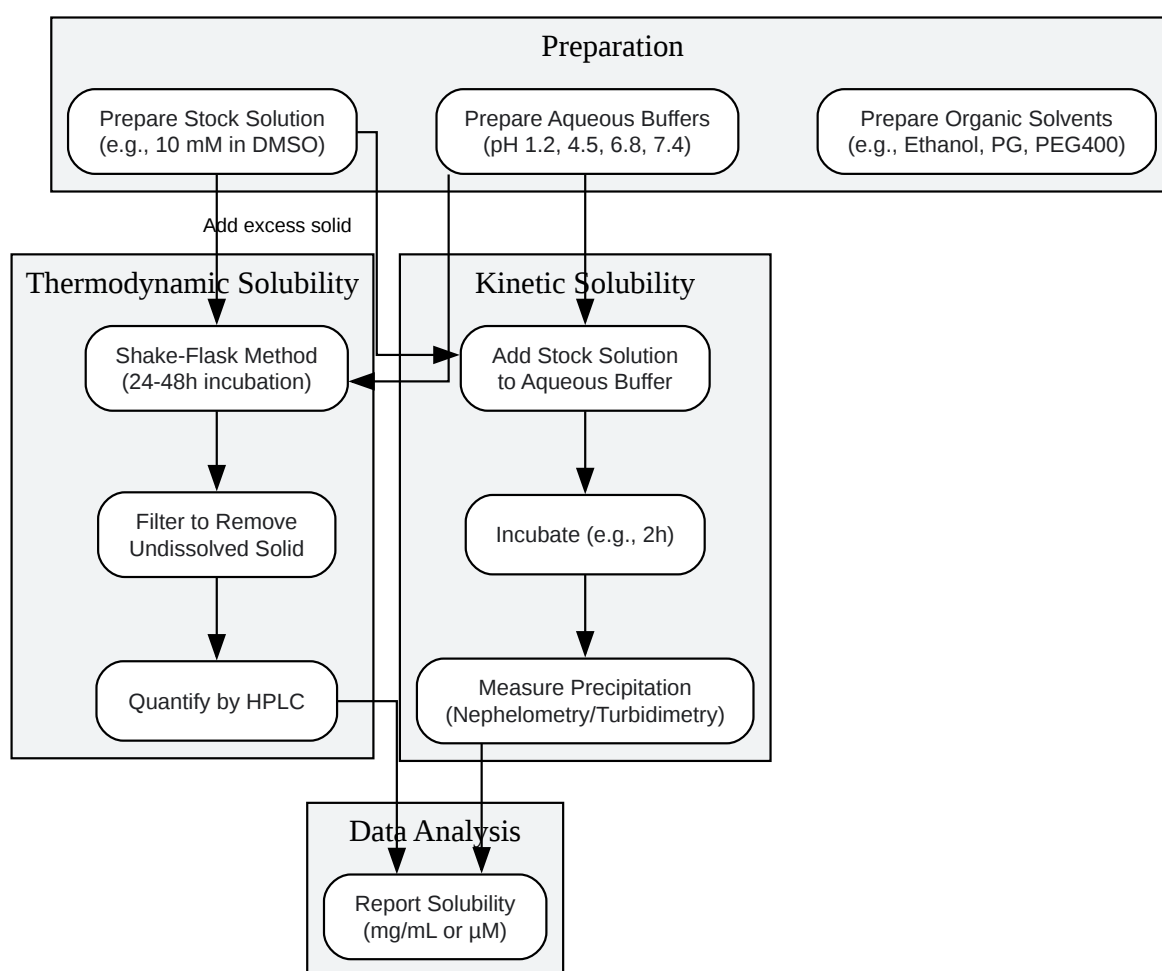 Preparation
Prepare Stock Solution
(e.g., 10 mM in DMSO)
Prepare Aqueous Buffers
(pH 1.2, 4.5, 6.8, 7.4)
Prepare Organic Solvents
(e.g., Ethanol, PG, PEG400)
Add excess solid
Thermodynamic Solubility
Shake-Flask Method
(24-48h incubation)
Filter to Remove
Undissolved Solid
Quantify by HPLC
Kinetic Solubility
Add Stock Solution
to Aqueous Buffer
Incubate (e.g., 2h)
Measure Precipitation
(Nephelometry/Turbidimetry)
Data Analysis
Report Solubility
(mg/mL or µM)